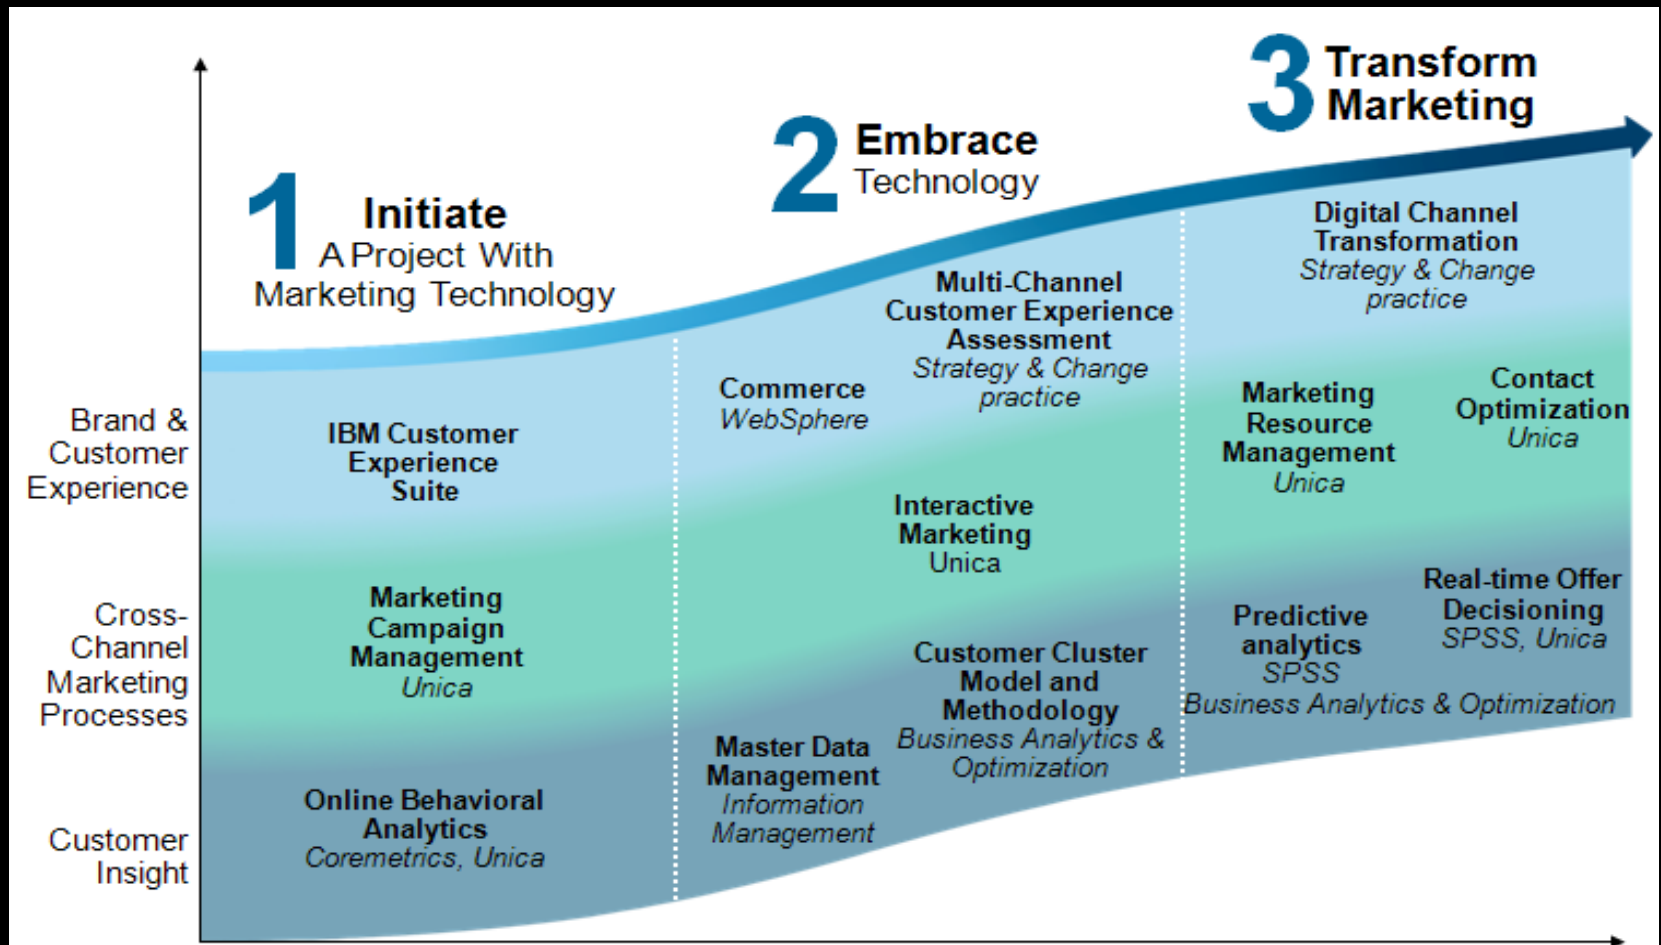 1
Initiate
A Project With
Marketing Technology
2
Embrace
Technology
3
Transform
Marketing
Brand &
Customer
Experience
IBM Customer
Experience
Suite
Commerce
WebSphere
Multi-Channel
Customer Experience
Assessment
Strategy & Change
practice
Digital Channel
Transformation
Strategy & Change
practice
Cross-
Channel
Marketing
Processes
Marketing
Campaign
Management
Unica
Interactive
Marketing
Unica
Marketing
Resource
Management
Unica
Contact
Optimization
Unica
Customer
Insight
Online Behavioral
Analytics
Coremetrics, Unica
Master Data
Management
Information
Management
Customer Cluster
Model and
Methodology
Business Analytics &
Optimization
Predictive
analytics
SPSS
Business Analytics & Optimization
Real-time Offer
Decisioning
SPSS, Unica